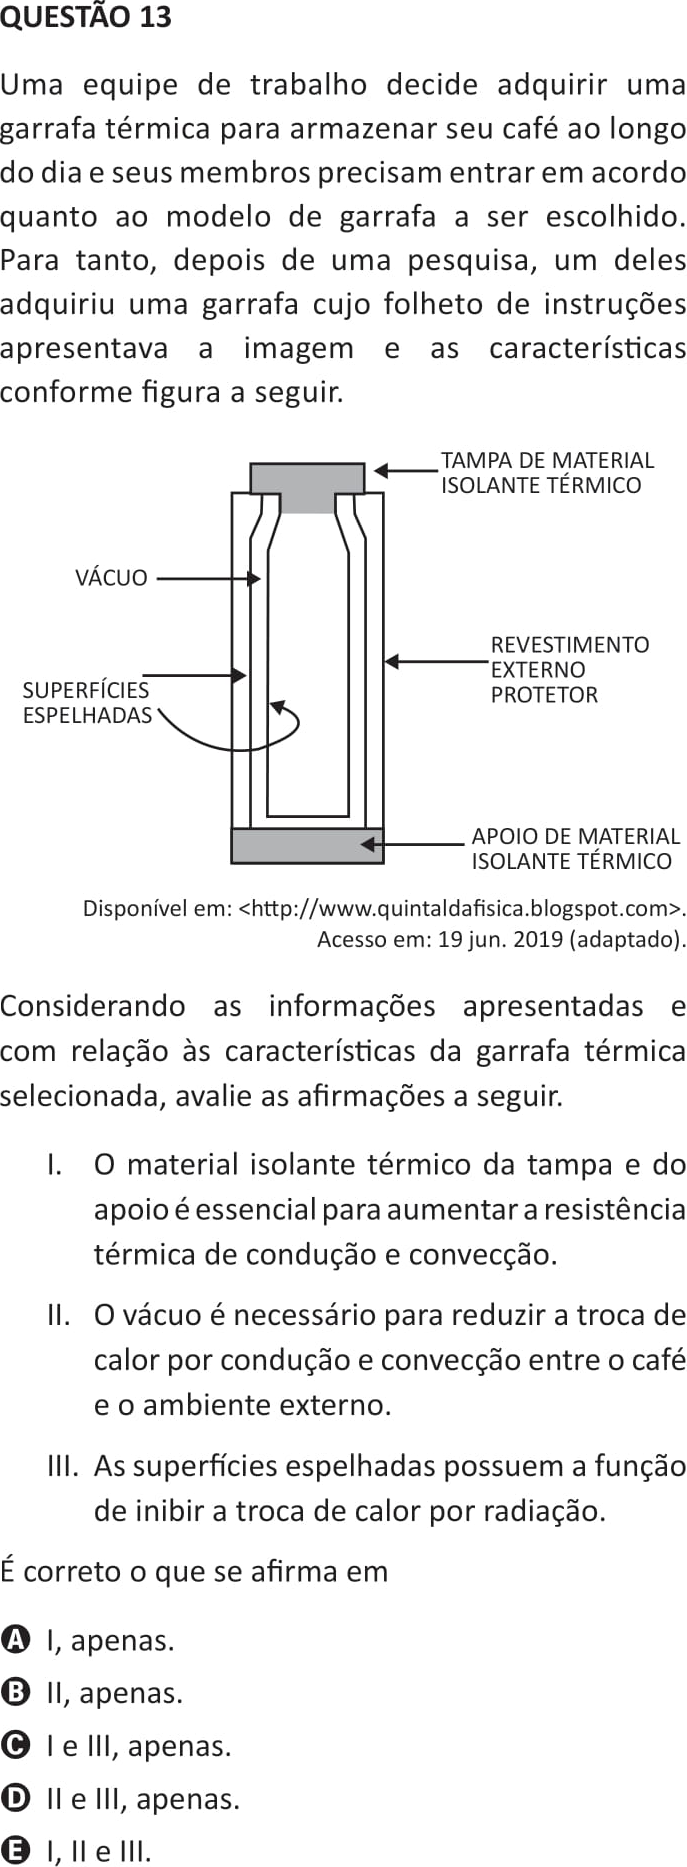 QUESTÃO 13
Uma equipe de trabalho decide adquirir uma
garrafa térmica para armazenar seu café ao longo
do dia e seus membros precisam entrar em acordo
quanto ao modelo de garrafa a ser escolhido.
Para tanto, depois de uma pesquisa, um deles
adquiriu uma garrafa cujo folheto de instruções
apresentava a imagem e as características
conforme figura a seguir.
TAMPA DE MATERIAL
ISOLANTE TÉRMICO
VÁCUO
REVESTIMENTO
EXTERNO
PROTETOR
SUPERFÍCIES
ESPELHADAS
APOIO DE MATERIAL
ISOLANTE TÉRMICO
Disponível em: <http://www.quintaldafisica.blogspot.com>.
Acesso em: 19 jun. 2019 (adaptado).
Considerando as informações apresentadas e
com relação às características da garrafa térmica
selecionada, avalie as afirmações a seguir.
I. O material isolante térmico da tampa e do
apoio é essencial para aumentar a resistência
térmica de condução e convecção.
II. O vácuo é necessário para reduzir a troca de
calor por condução e convecção entre o café
e o ambiente externo.
III. As superfícies espelhadas possuem a função
de inibir a troca de calor por radiação.
É correto o que se afirma em
A I, apenas.
B II, apenas.
C I e III, apenas.
D II e III, apenas.
E I, II e III.